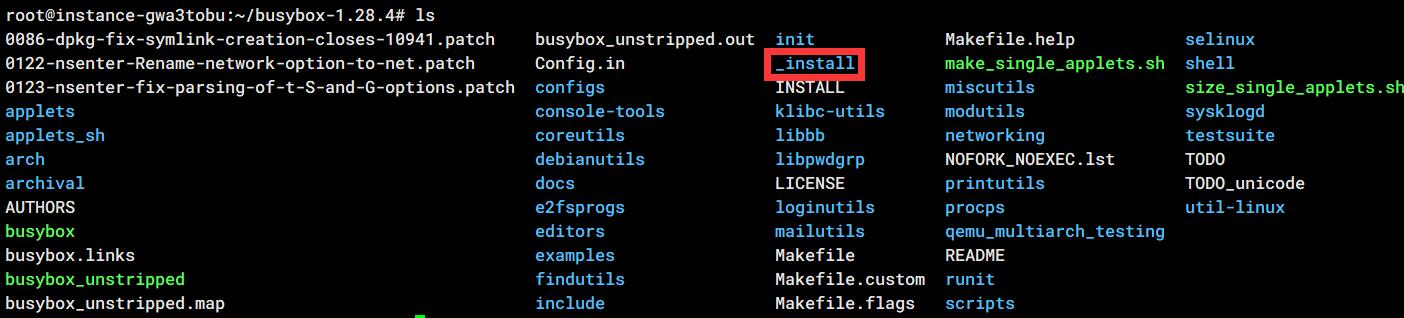 root@instance-gwa3tobu:~/busybox-1.28.4# ls
0086-dpkg-fix-symlink-creation-closes-10941.patch busybox_unstripped.out init Makefile.help selinux
0122-nsenter-Rename-network-option-to-net.patch Config.in _install make_single_applets.sh shell
0123-nsenter-fix-parsing-of-t-S-and-G-options.patch configs INSTALL miscutils size_single_applets.sh
applets console-tools klibc-utils modutils sysklogd
applets_sh coreutils libbb networking testsuite
arch debianutils libpwdgrp NOFORK_NOEXEC.lst TODO
archival docs LICENSE printutils TODO_unicode
AUTHORS e2fsprogs loginutils procps util-linux
busybox editors mailutils qemu_multiarch_testing
busybox.links examples Makefile README
busybox_unstripped findutils Makefile.custom runit
busybox_unstripped.map include Makefile.flags scripts